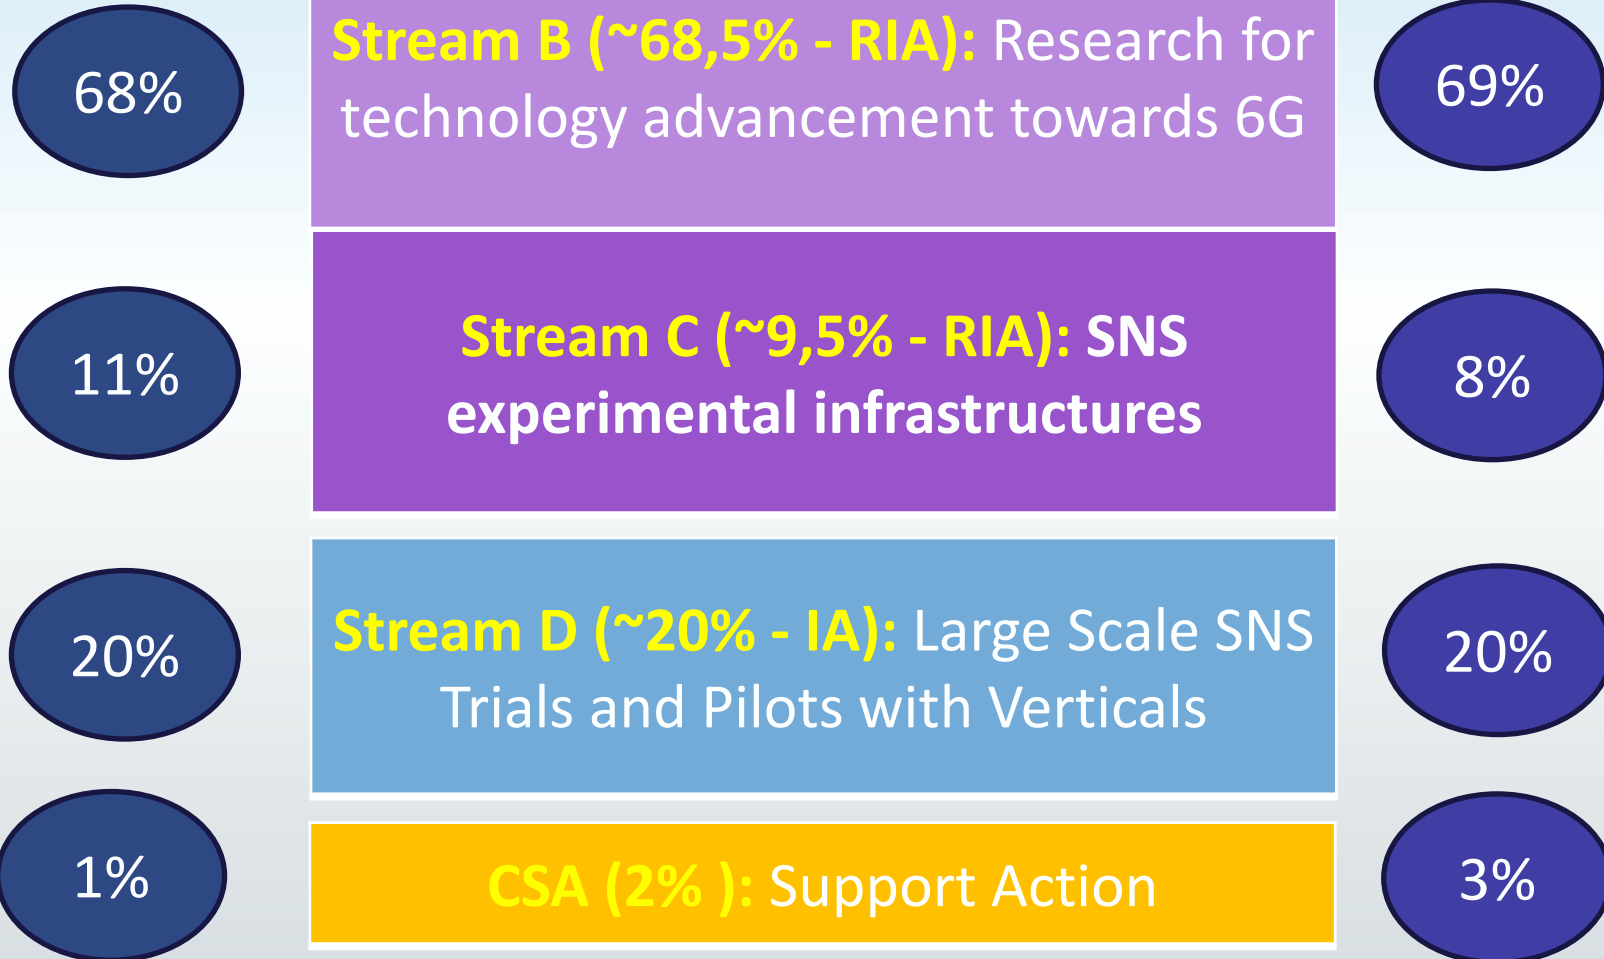 68%
Stream B (~68,5% - RIA): Research for
technology advancement towards 6G
69%
11%
Stream C (~9,5% - RIA): SNS
experimental infrastructures
8%
20%
Stream D (~20% - IA): Large Scale SNS
Trials and Pilots with Verticals
20%
1%
CSA (2% ): Support Action
3%